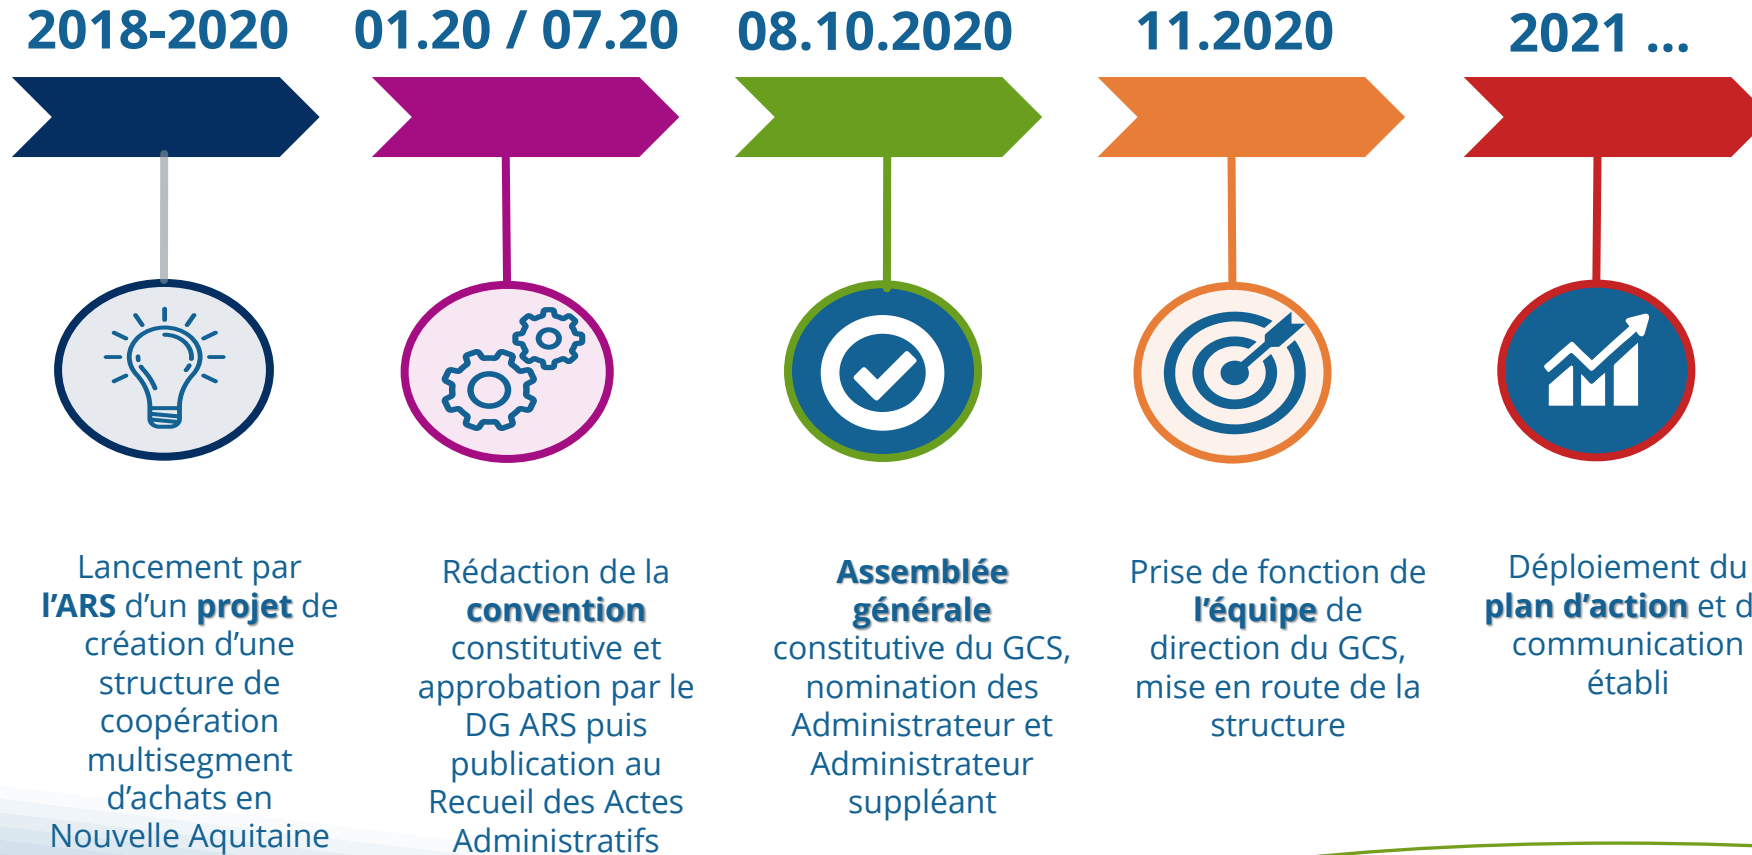 2018-2020
01.20 / 07.20
08.10.2020
11.2020
2021 ...
Lancement par
l’ARS d’un projet de
création d’une
structure de
coopération
multisegment
d’achats en
Nouvelle Aquitaine
Rédaction de la
convention
constitutive et
approbation par le
DG ARS puis
publication au
Recueil des Actes
Administratifs
Assemblée
générale
constitutive du GCS,
nomination des
Administrateur et
Administrateur
suppléant
Prise de fonction de
l’équipe de
direction du GCS,
mise en route de la
structure
Déploiement du
plan d’action et
communication
établi